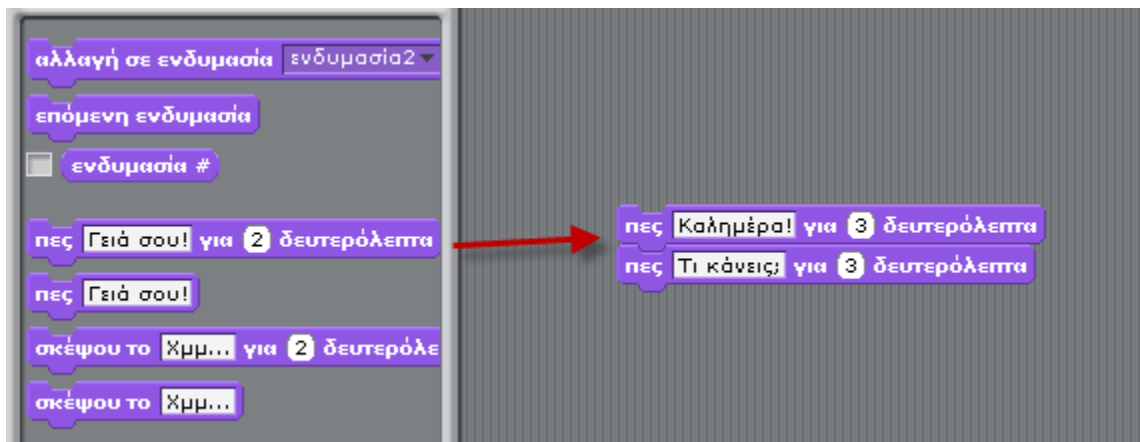 αλλαγή σε ενδυμασία ενδυμασία2
επόμενη ενδυμασία
ενδυμασία #
πες Γειά σου! για 2 δευτερόλεπτα
πες Γειά σου!
σκέψου το Χμμ... για 2 δευτερόλε
σκέψου το Χμμ...
πες Καλημέρα! για 3 δευτερόλεπτα
πες Τι κάνεις; για 3 δευτερόλεπτα